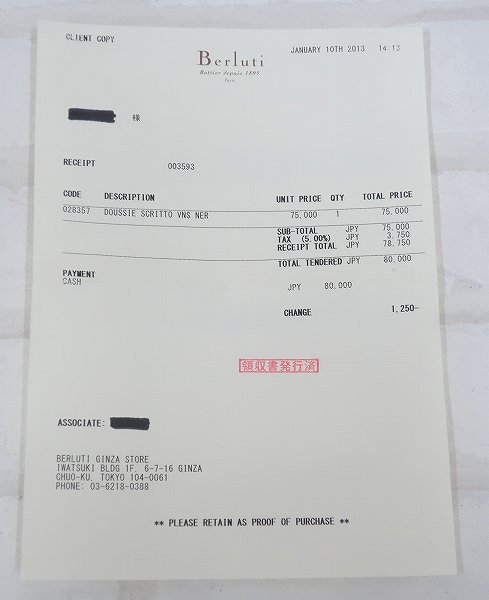 CLIENT COPY
JANUARY 10TH 2013 14:13
Berluti
Bottier depuis 1895
Paris
様
RECEIPT 003593
CODE DESCRIPTION UNIT PRICE QTY TOTAL PRICE
028357 DOUSSIE SCRITTO VNS NER 75,000 1 75,000
SUB-TOTAL JPY 75,000
TAX (5.00%) JPY 3,750
RECEIPT TOTAL JPY 78,750
TOTAL TENDERED JPY 80,000
PAYMENT
CASH JPY 80,000
CHANGE 1,250-
領収書発行済
ASSOCIATE:
BERLUTI GINZA STORE
IWATSUKI BLDG 1F, 6-7-16 GINZA
CHUO-KU, TOKYO 104-0061
PHONE: 03-6218-0388
** PLEASE RETAIN AS PROOF OF PURCHASE **